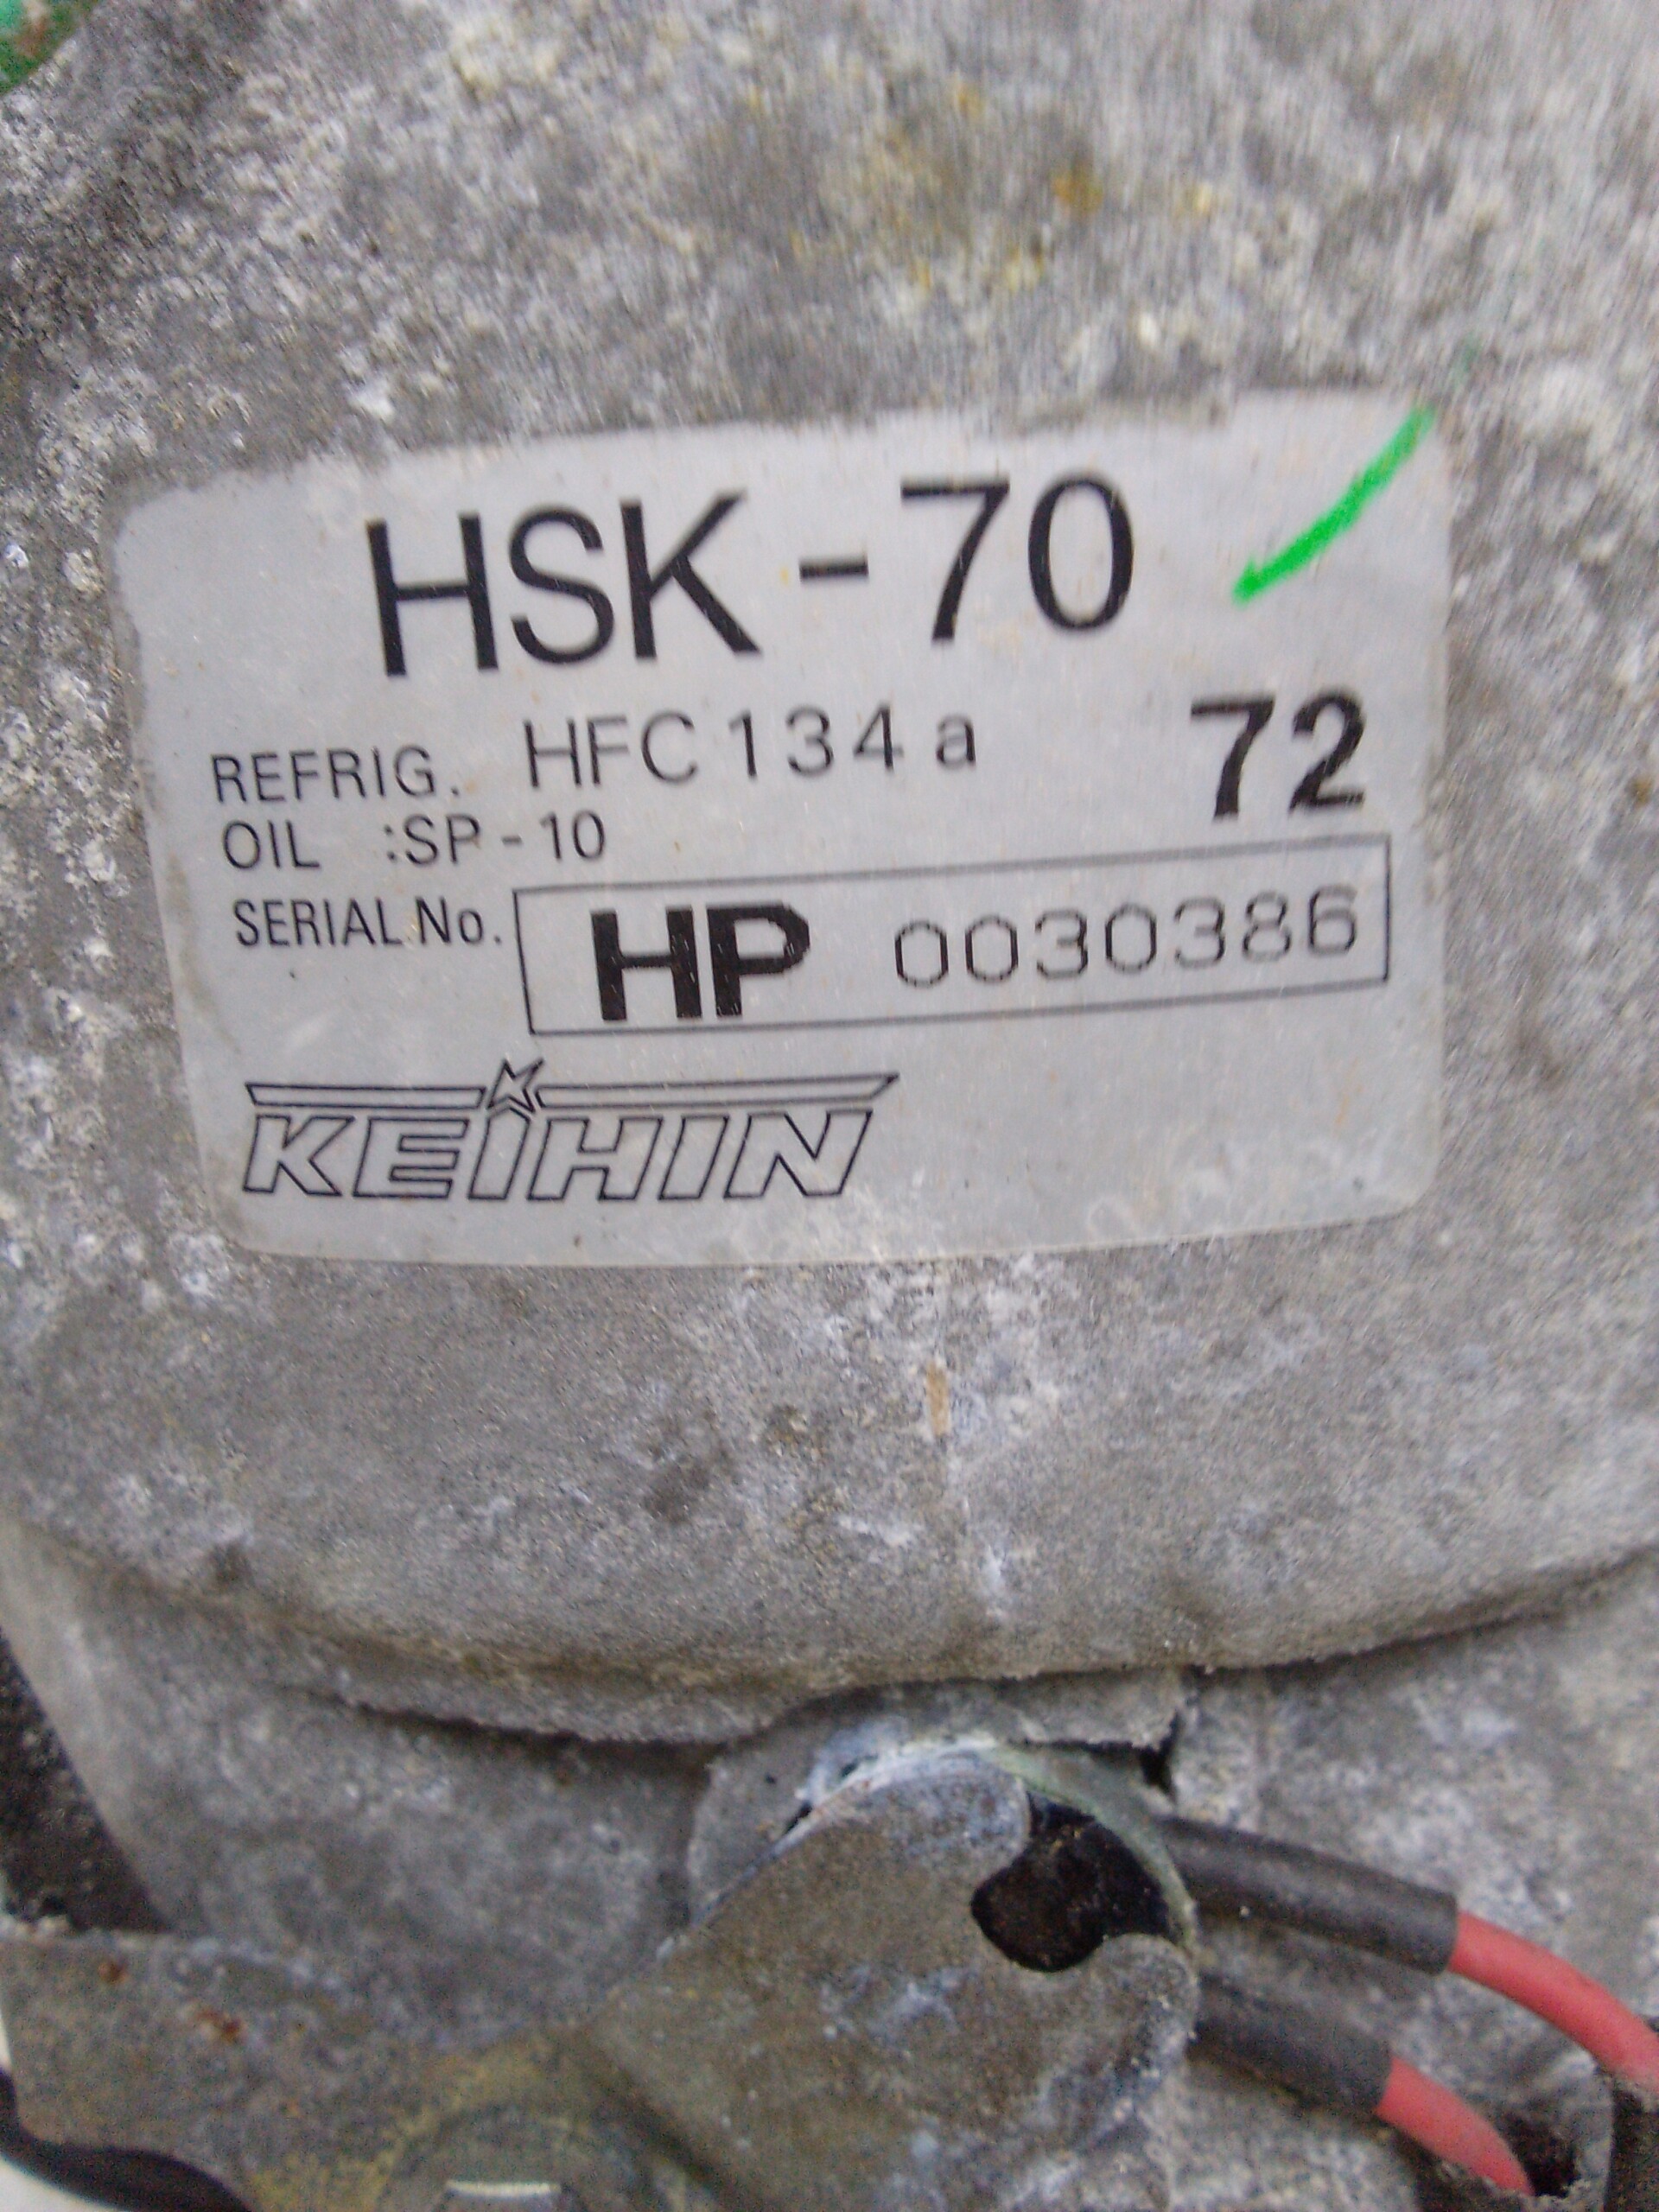 HSK-70
REFRIG. HFC134a 72
OIL :SP-10
SERIAL No. HP 0030386
KEIHIN